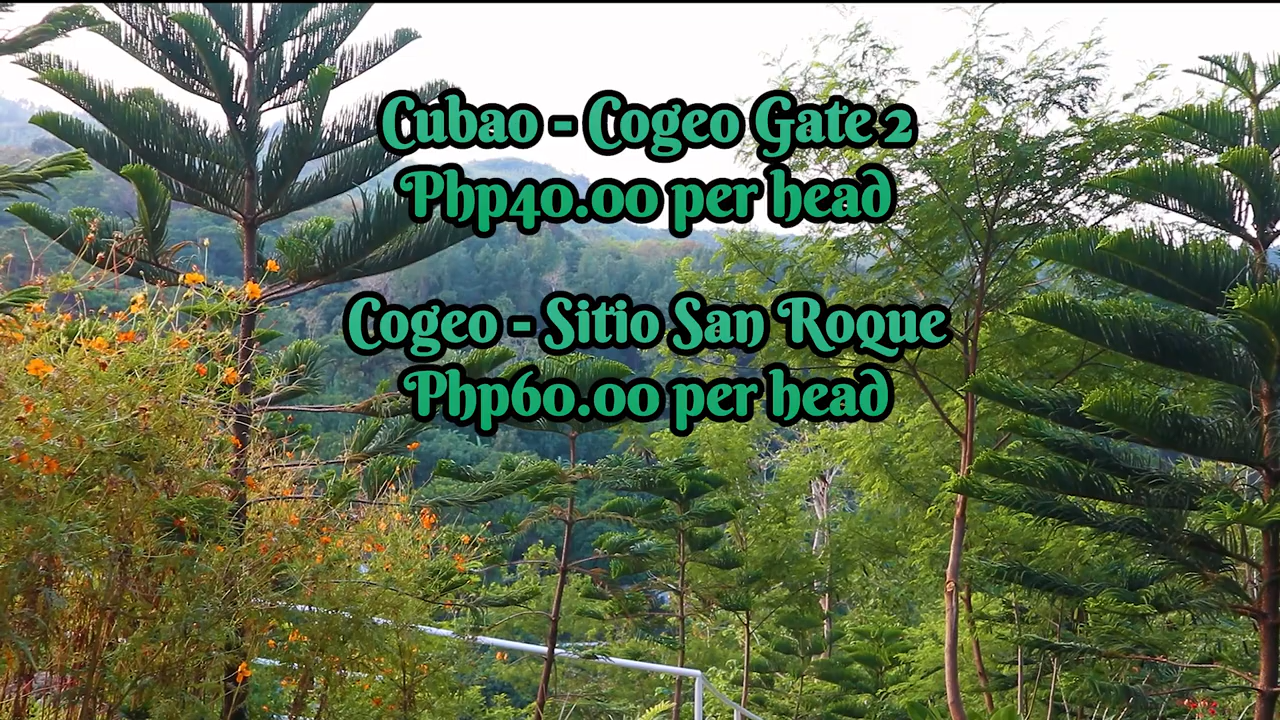 Cubao - Cogeo Gate 2
Php40.00 per head
Cogeo - Sitio San Roque
Php60.00 per head